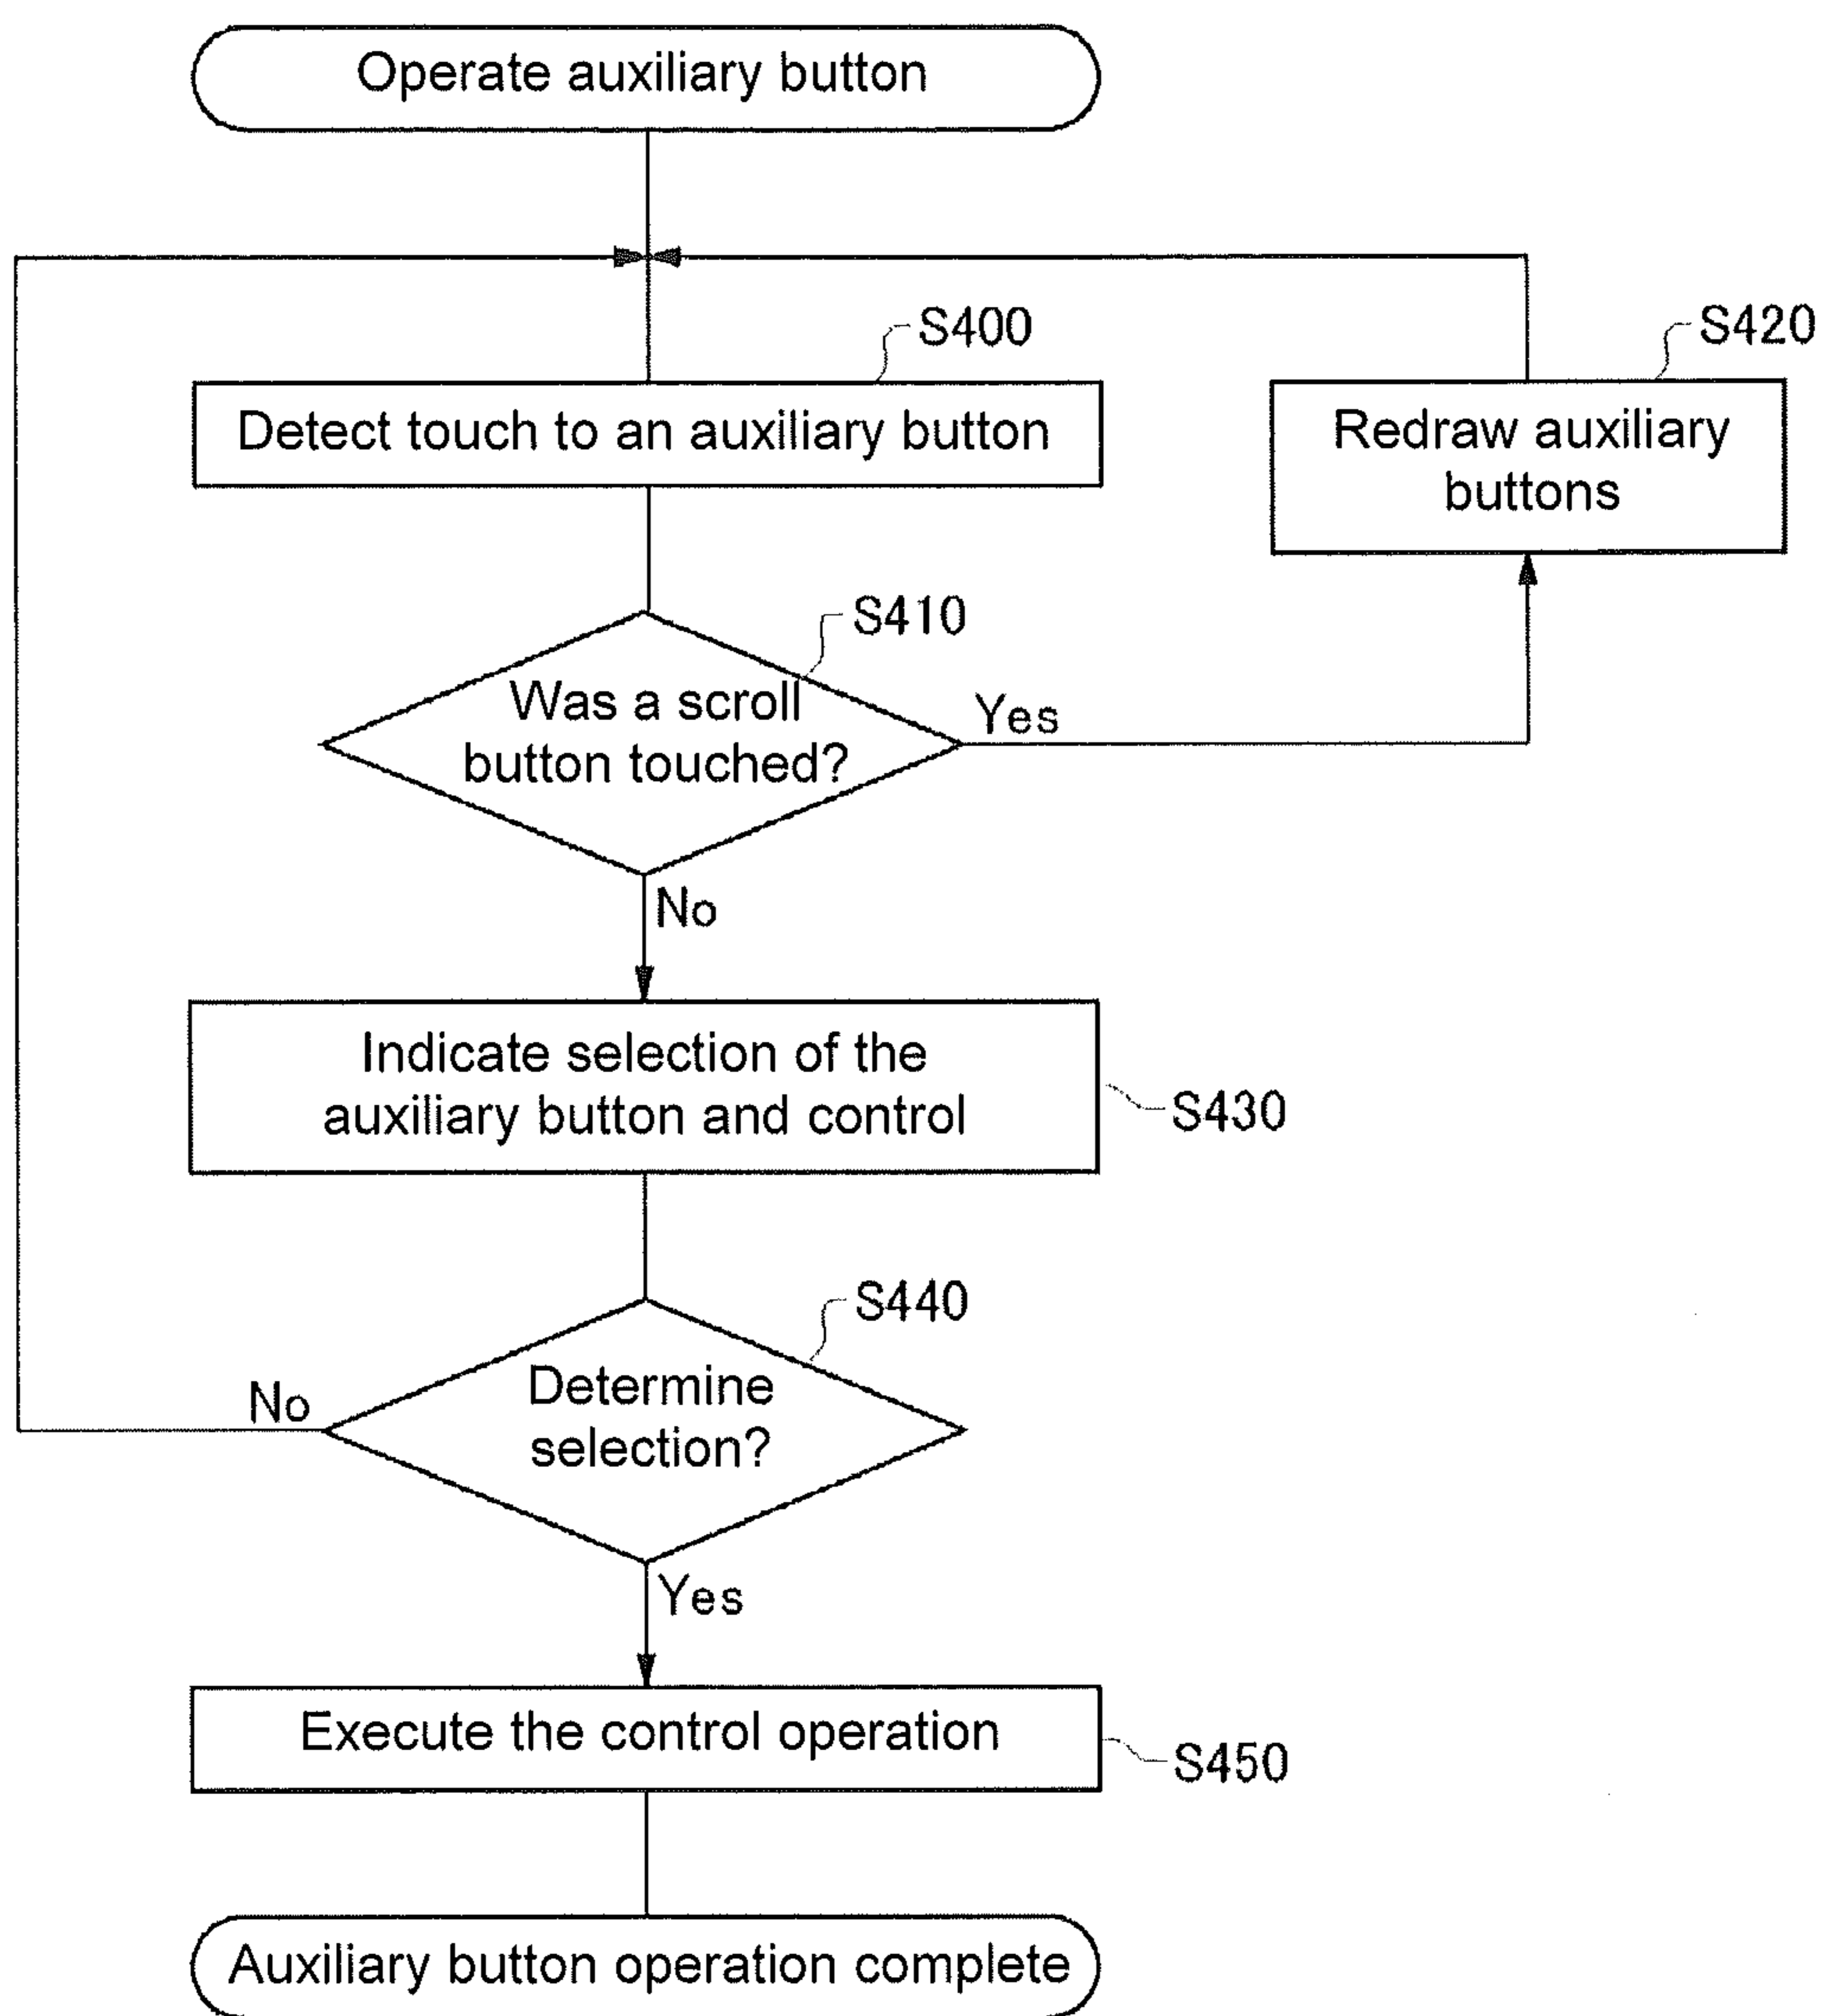 Operate auxiliary button
S400
Detect touch to an auxiliary button
S420
Redraw auxiliary
buttons
S410
Was a scroll
button touched?
Yes
No
Indicate selection of the
auxiliary button and control
S430
S440
Determine
selection?
No
Yes
Execute the control operation
S450
Auxiliary button operation complete